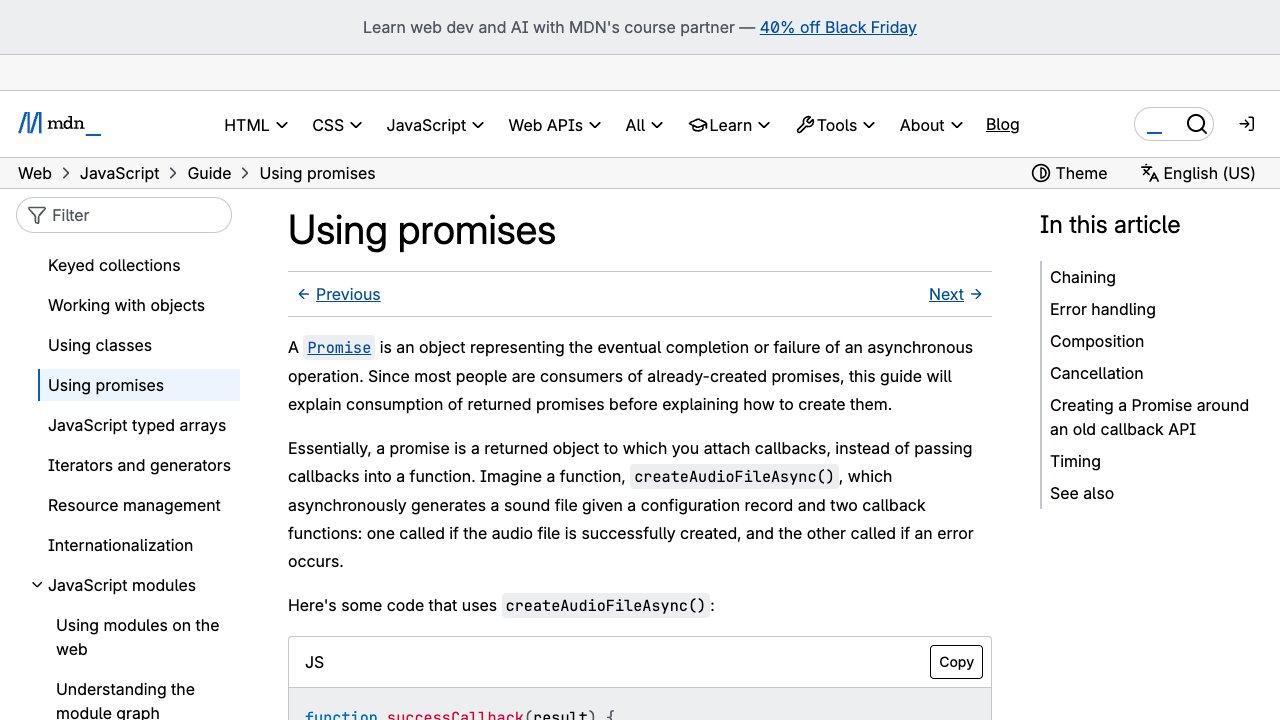 Learn web dev and AI with MDN's course partner — 40% off Black Friday
mdn_
HTML CSS JavaScript Web APIs All Learn Tools About Blog
Web JavaScript Guide Using promises
Theme English (US)
Filter
Keyed collections
Working with objects
Using classes
Using promises
JavaScript typed arrays
Iterators and generators
Resource management
Internationalization
JavaScript modules
Using modules on the
web
Understanding the
module graph
Using promises
Previous
Next
A Promise is an object representing the eventual completion or failure of an asynchronous
operation. Since most people are consumers of already-created promises, this guide will
explain consumption of returned promises before explaining how to create them.
Essentially, a promise is a returned object to which you attach callbacks, instead of passing
callbacks into a function. Imagine a function, createAudioFileAsync(), which
asynchronously generates a sound file given a configuration record and two callback
functions: one called if the audio file is successfully created, and the other called if an error
occurs.
Here's some code that uses createAudioFileAsync():
JS
Copy
function successCallback(result) {
In this article
Chaining
Error handling
Composition
Cancellation
Creating a Promise around
an old callback API
Timing
See also